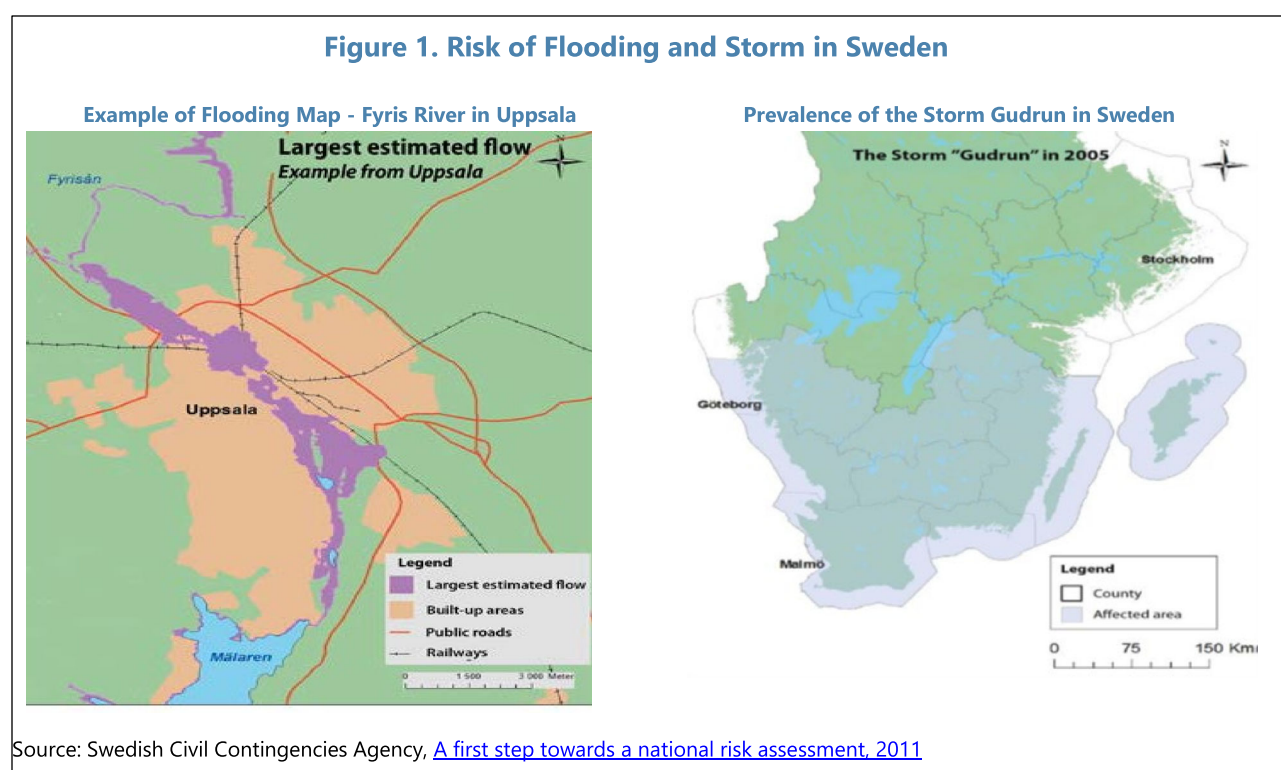 Figure 1. Risk of Flooding and Storm in Sweden
Example of Flooding Map - Fyris River in Uppsala
Largest estimated flow
Example from Uppsala
N
Fyrisån
Uppsala
Mälaren
Legend
Largest estimated flow
Built-up areas
Public roads
Railways
0 1 500 3 000 Meter
Prevalence of the Storm Gudrun in Sweden
The Storm "Gudrun" in 2005
N
Stockholm
Göteborg
Malmö
Legend
County
Affected area
0 75 150 Km
Source: Swedish Civil Contingencies Agency, A first step towards a national risk assessment, 2011